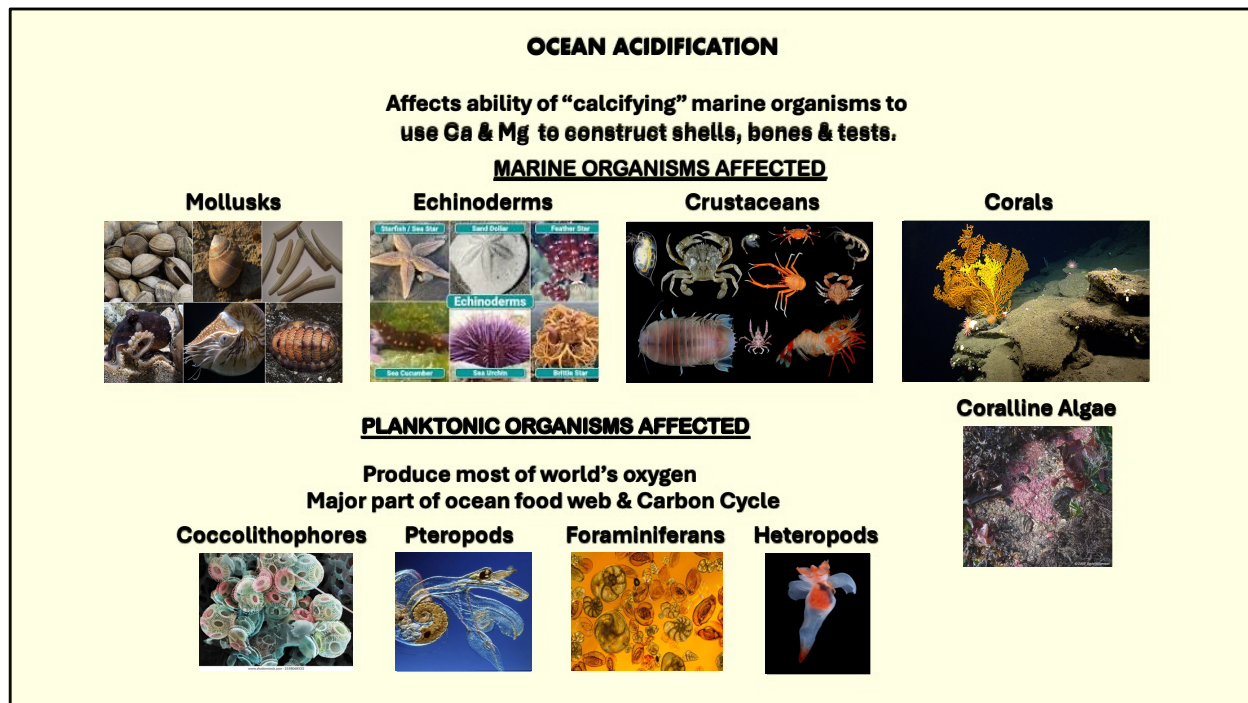 OCEAN ACIDIFICATION
Affects ability of “calcifying” marine organisms to
use Ca & Mg to construct shells, bones & tests.
MARINE ORGANISMS AFFECTED
Mollusks
Echinoderms
Crustaceans
Corals
Starfish / Sea Star
Sand Dollar
Feather Star
Echinoderms
Sea Cucumber
Sea Urchin
Brittle Star
Coralline Algae
PLANKTONIC ORGANISMS AFFECTED
Produce most of world’s oxygen
Major part of ocean food web & Carbon Cycle
Coccolithophores
Pteropods
Foraminiferans
Heteropods